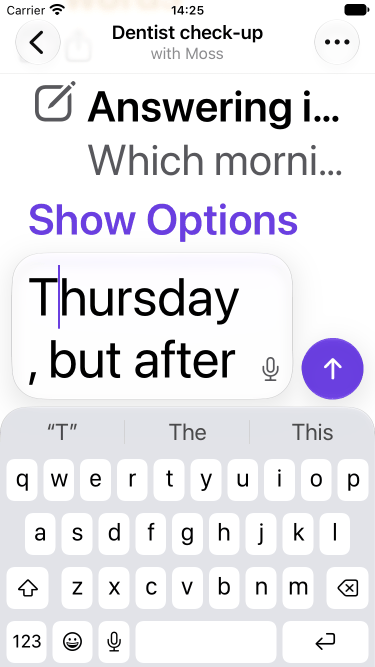 Carrier 14:25
Dentist check-up
with Moss
Answering i...
Which morni...
Show Options
Thursday
, but after
“T” The This
q w e r t y u i o p
a s d f g h j k l
z x c v b n m
123